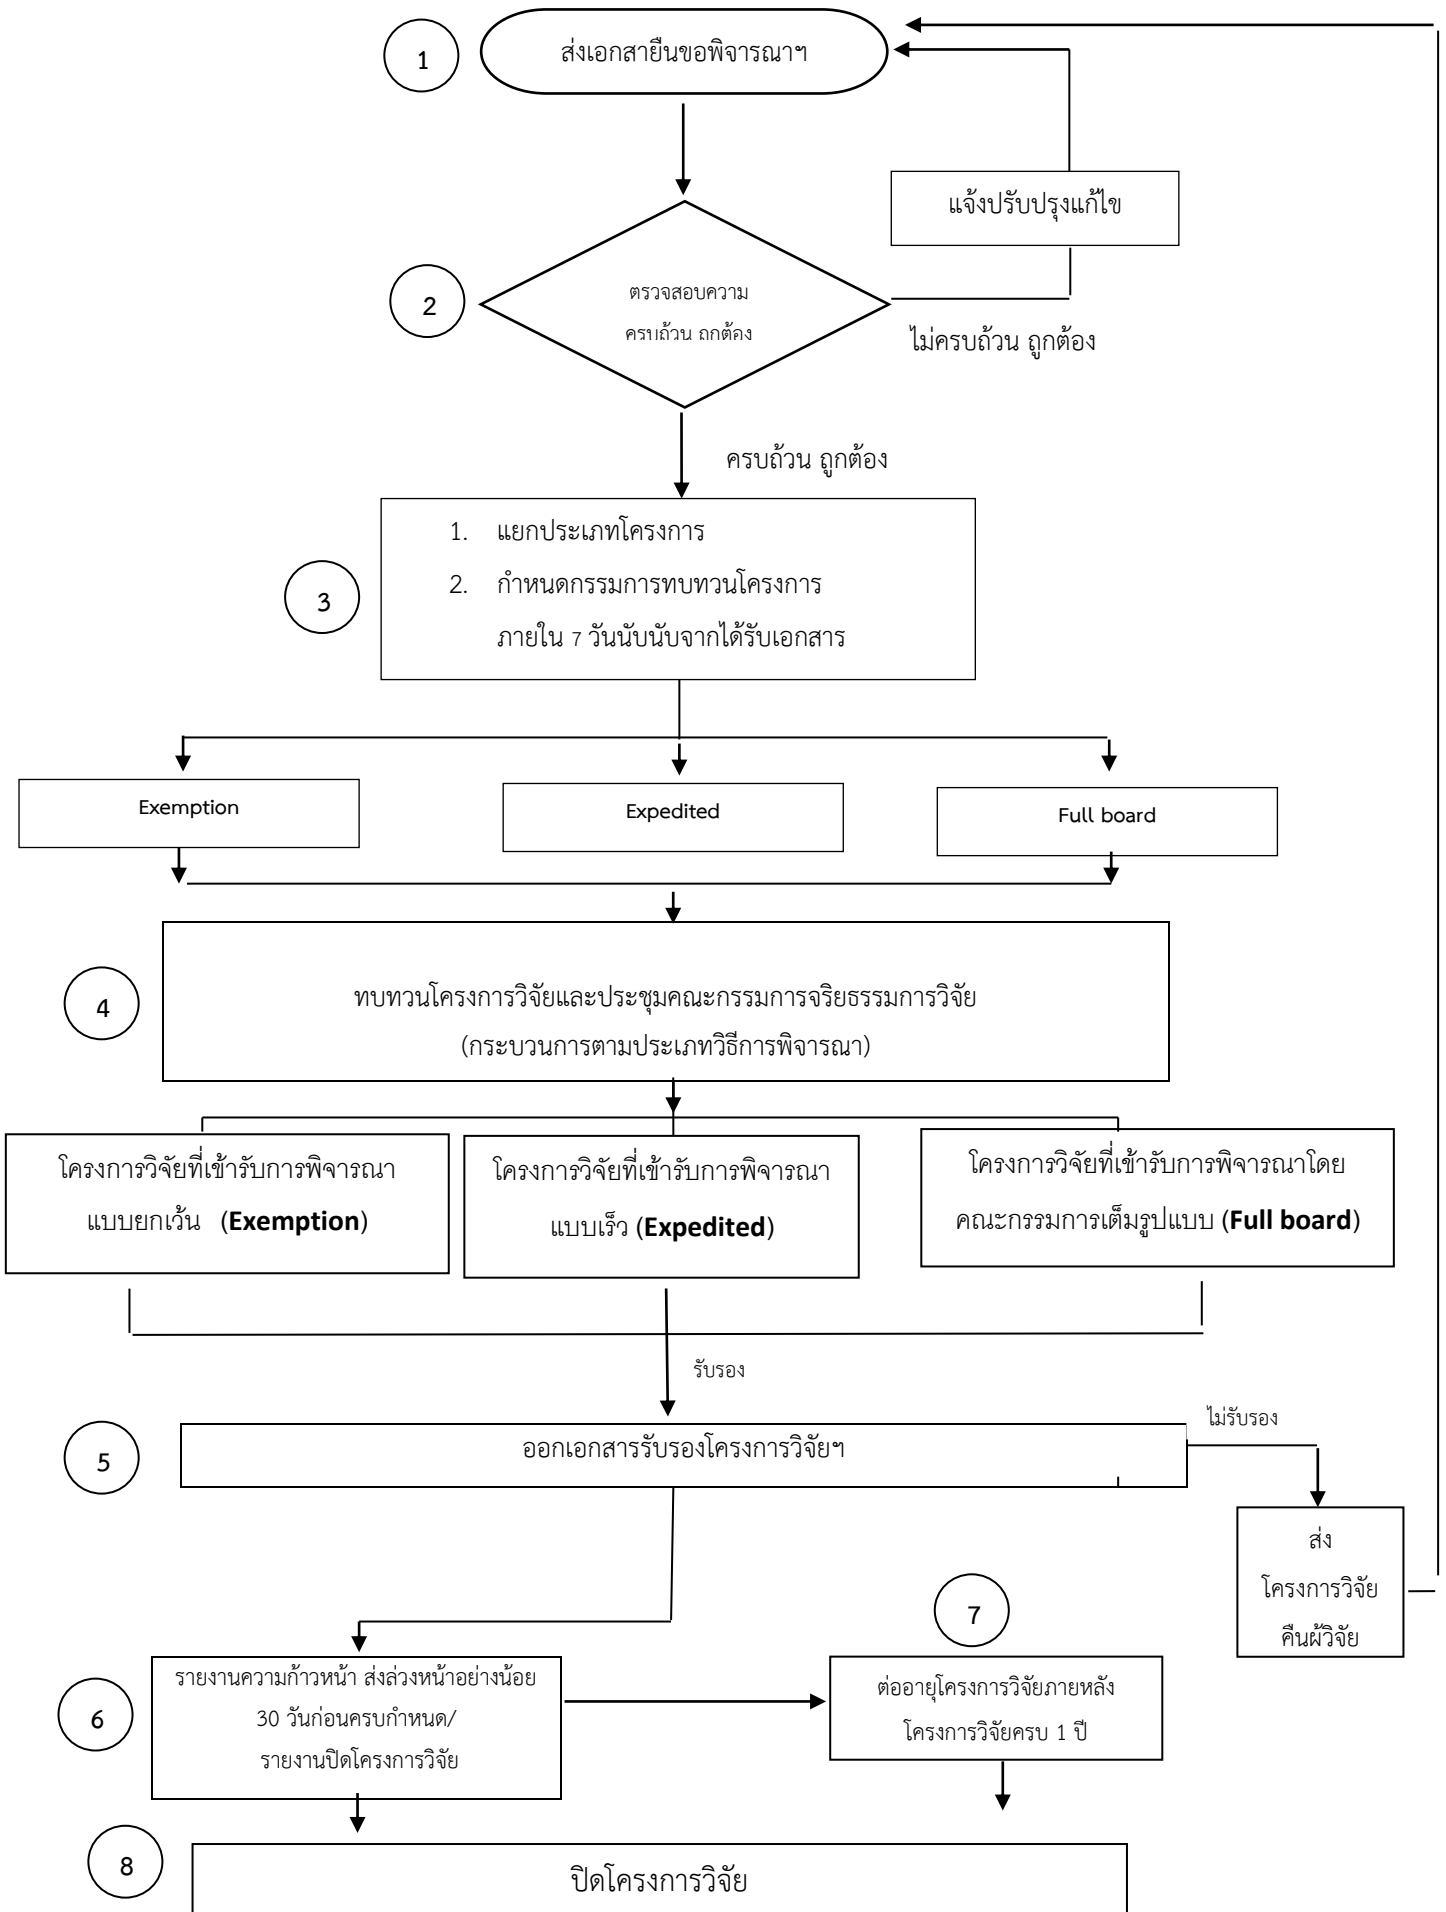 1
ส่งเอกสายืนขอพิจารณาฯ
แจ้งปรับปรุงแก้ไข
2
ตรวจสอบความ
ครบถ้วน ถูกต้อง
ไม่ครบถ้วน ถูกต้อง
ครบถ้วน ถูกต้อง
3
1. แยกประเภทโครงการ
2. กำหนดกรรมการทบทวนโครงการ
ภายใน 7 วันนับนับจากได้รับเอกสาร
Exemption
Expedited
Full board
4
ทบทวนโครงการวิจัยและประชุมคณะกรรมการจริยธรรมการวิจัย
(กระบวนการตามประเภทวิธีการพิจารณา)
โครงการวิจัยที่เข้ารับการพิจารณา
แบบยกเว้น (Exemption)
โครงการวิจัยที่เข้ารับการพิจารณา
แบบเร็ว (Expedited)
โครงการวิจัยที่เข้ารับการพิจารณาโดย
คณะกรรมการเต็มรูปแบบ (Full board)
รับรอง
5
ออกเอกสารรับรองโครงการวิจัยฯ
ไม่รับรอง
ส่ง
โครงการวิจัย
คืนผู้วิจัย
6
รายงานความก้าวหน้า ส่งล่วงหน้าอย่างน้อย
30 วันก่อนครบกำหนด/
รายงานปิดโครงการวิจัย
7
ต่ออายุโครงการวิจัยภายหลัง
โครงการวิจัยครบ 1 ปี
8
ปิดโครงการวิจัย